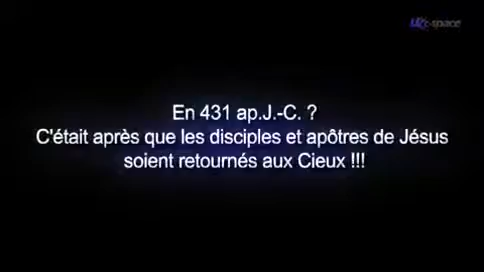 En 431 ap.J.-C. ?
C'était après que les disciples et apôtres de Jésus
soient retournés aux Cieux !!!